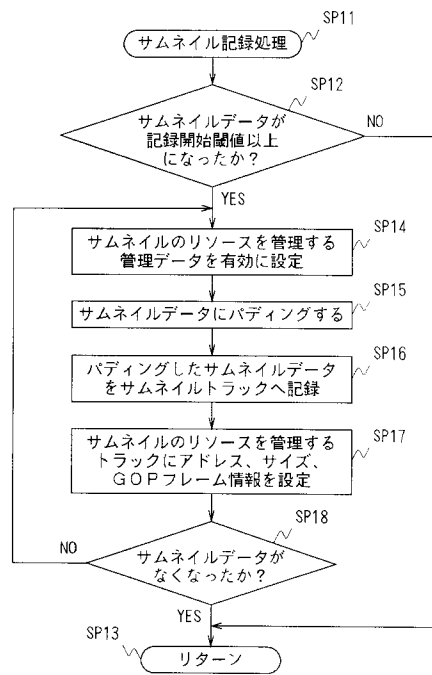 SP11
サムネイル記録処理
SP12
サムネイルデータが
記録開始閾値以上
になったか?
NO
YES
SP14
サムネイルのリソースを管理する
管理データを有効に設定
SP15
サムネイルデータにパディングする
SP16
パディングしたサムネイルデータ
をサムネイルトラックへ記録
SP17
サムネイルのリソースを管理する
トラックにアドレス、サイズ、
GOPフレーム情報を設定
SP18
サムネイルデータが
なくなったか?
NO
YES
SP13
リターン